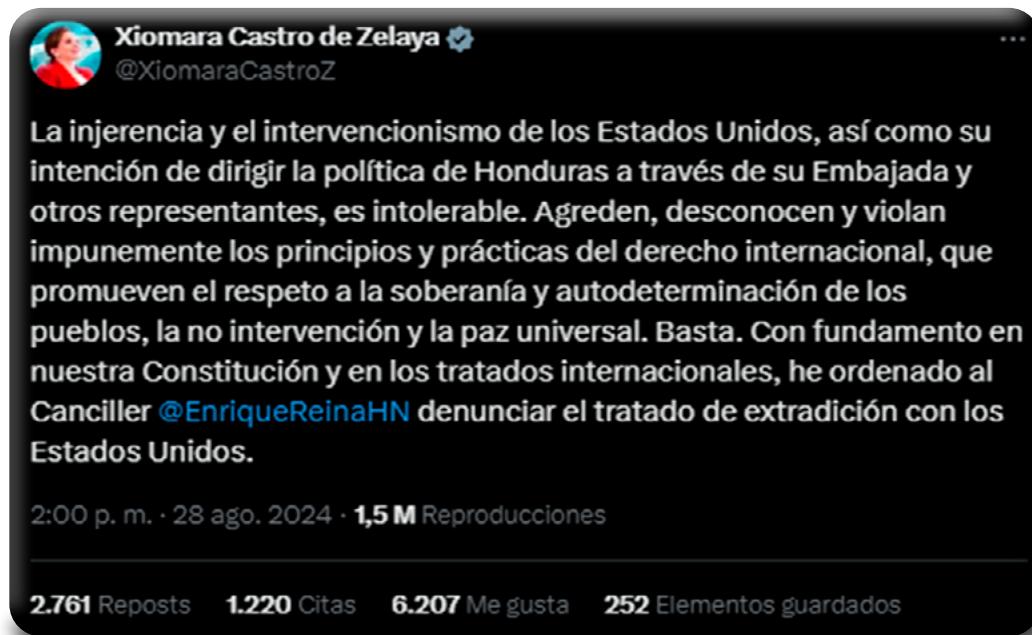 Xiomara Castro de Zelaya
@XiomaraCastroZ
La injerencia y el intervencionismo de los Estados Unidos, así como su
intención de dirigir la política de Honduras a través de su Embajada y
otros representantes, es intolerable. Agreden, desconocen y violan
impunemente los principios y prácticas del derecho internacional, que
promueven el respeto a la soberanía y autodeterminación de los
pueblos, la no intervención y la paz universal. Basta. Con fundamento en
nuestra Constitución y en los tratados internacionales, he ordenado al
Canciller @EnriqueReinaHN denunciar el tratado de extradición con los
Estados Unidos.
2:00 p. m. · 28 ago. 2024 · 1,5 M Reproducciones
2.761 Reposts 1.220 Citas 6.207 Me gusta 252 Elementos guardados